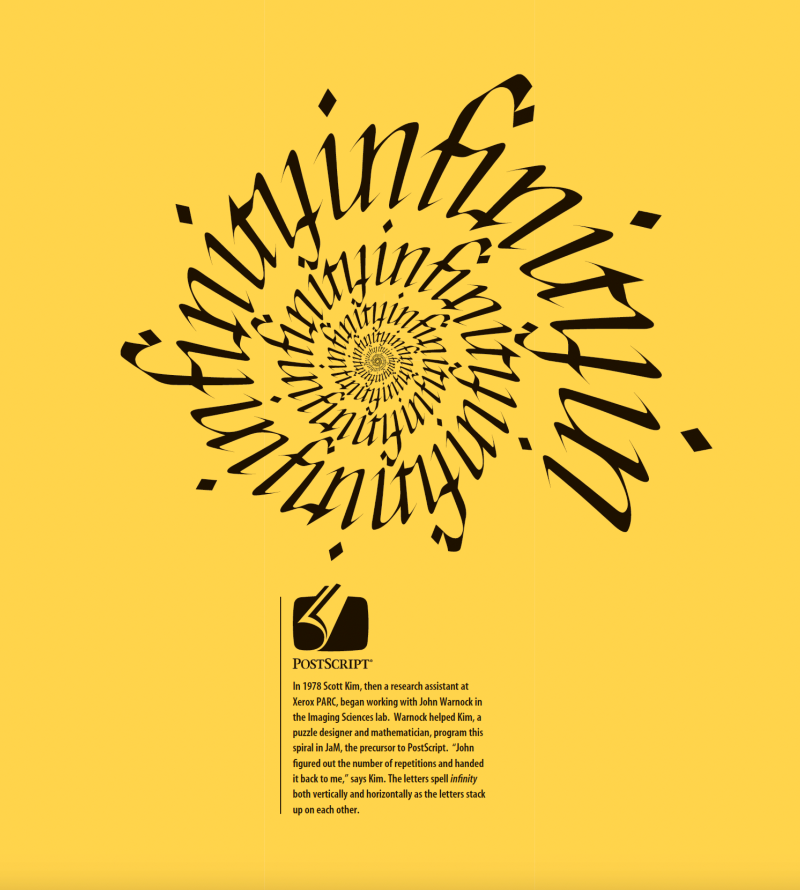 infinityinfinityinfinity
POSTSCRIPT®
In 1978 Scott Kim, then a research assistant at
Xerox PARC, began working with John Warnock in
the Imaging Sciences lab.  Warnock helped Kim, a
puzzle designer and mathematician, program this
spiral in JaM, the precursor to PostScript.  “John
figured out the number of repetitions and handed
it back to me,” says Kim. The letters spell infinity
both vertically and horizontally as the letters stack
up on each other.